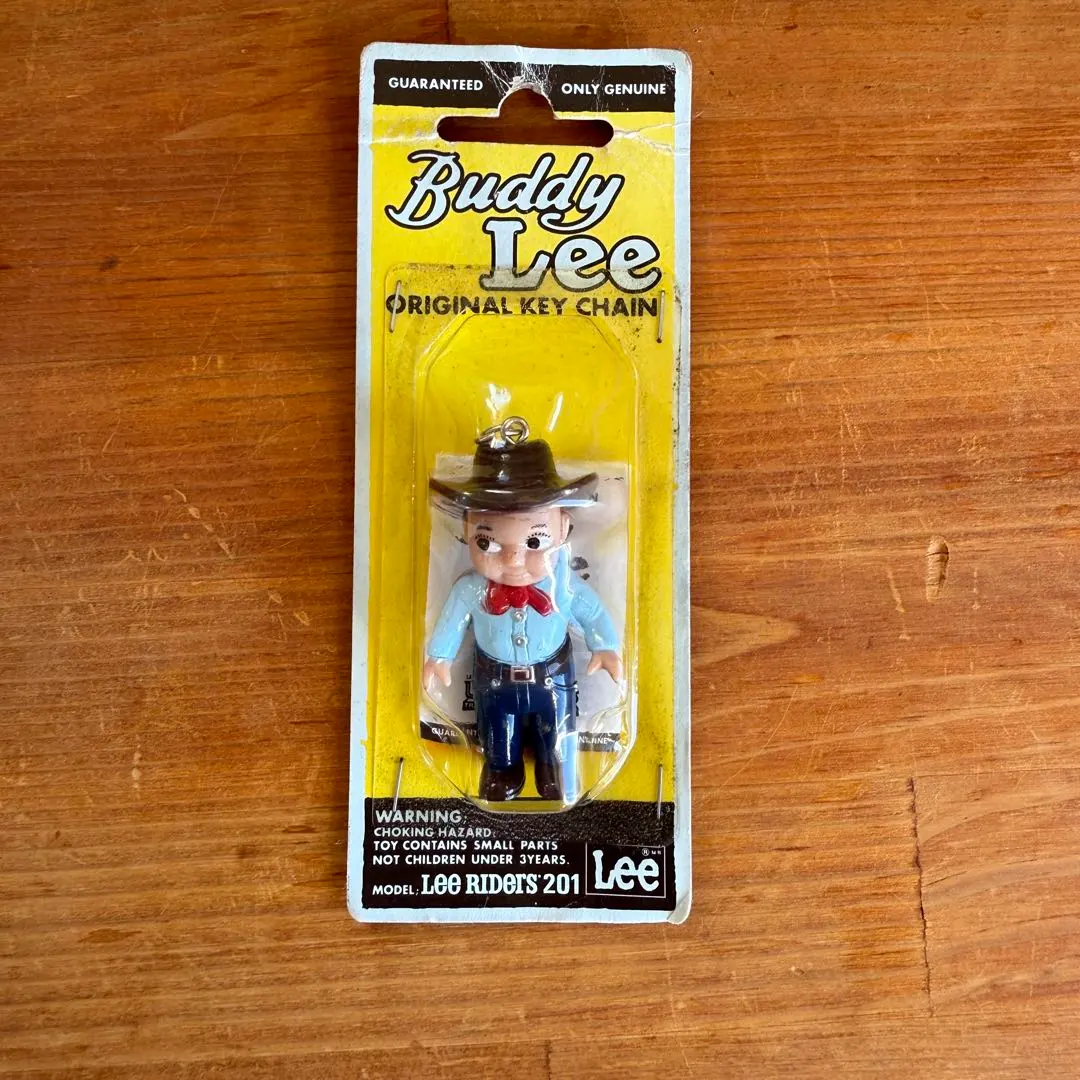 GUARANTEED ONLY GENUINE
Buddy
Lee
ORIGINAL KEY CHAIN
WARNING;
CHOKING HAZARD.
TOY CONTAINS SMALL PARTS
NOT CHILDREN UNDER 3YEARS.
MODEL; Lee RIDERS 201
Lee